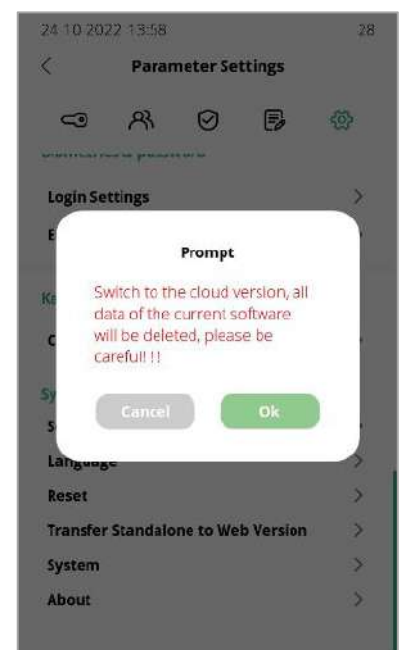 24 10 2022 13:58 28
Parameter Settings
Login Settings
Prompt
Switch to the cloud version, all
data of the current software
will be deleted, please be
careful!!!
Cancel Ok
Language
Reset
Transfer Standalone to Web Version
System
About